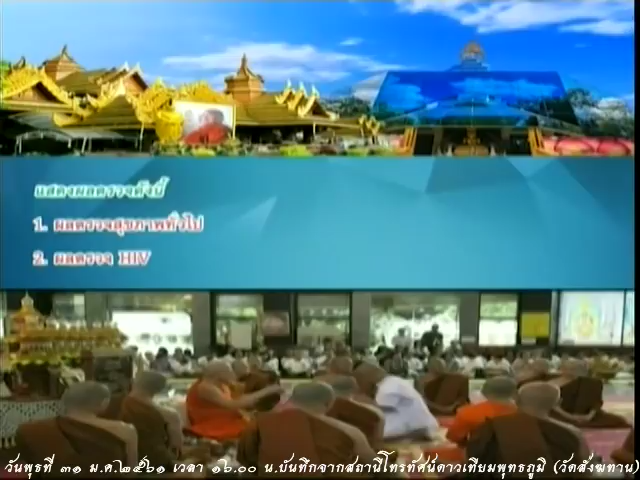 แสดงผลตรวจดังนี้
1. ผลตรวจสุขภาพทั่วไป
2. ผลตรวจ HIV
วันพุธที่ ๓๑ ม.ค.๒๕๖๑ เวลา ๑๖.๐๐ น.บันทึกจากสถานีโทรทัศน์ดาวเทียมพุทธภูมิ (วัดสังฆทาน)